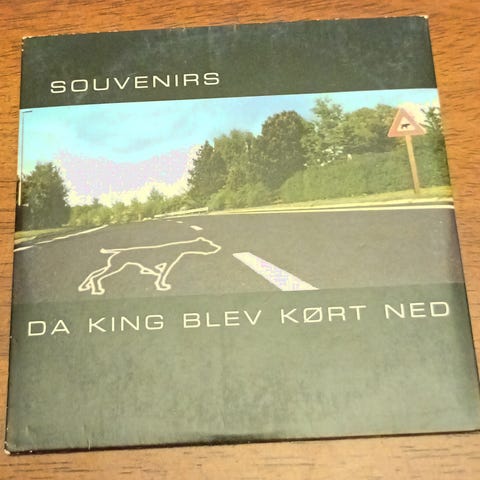 SOUVENIRS
DA KING BLEV KØRT NED